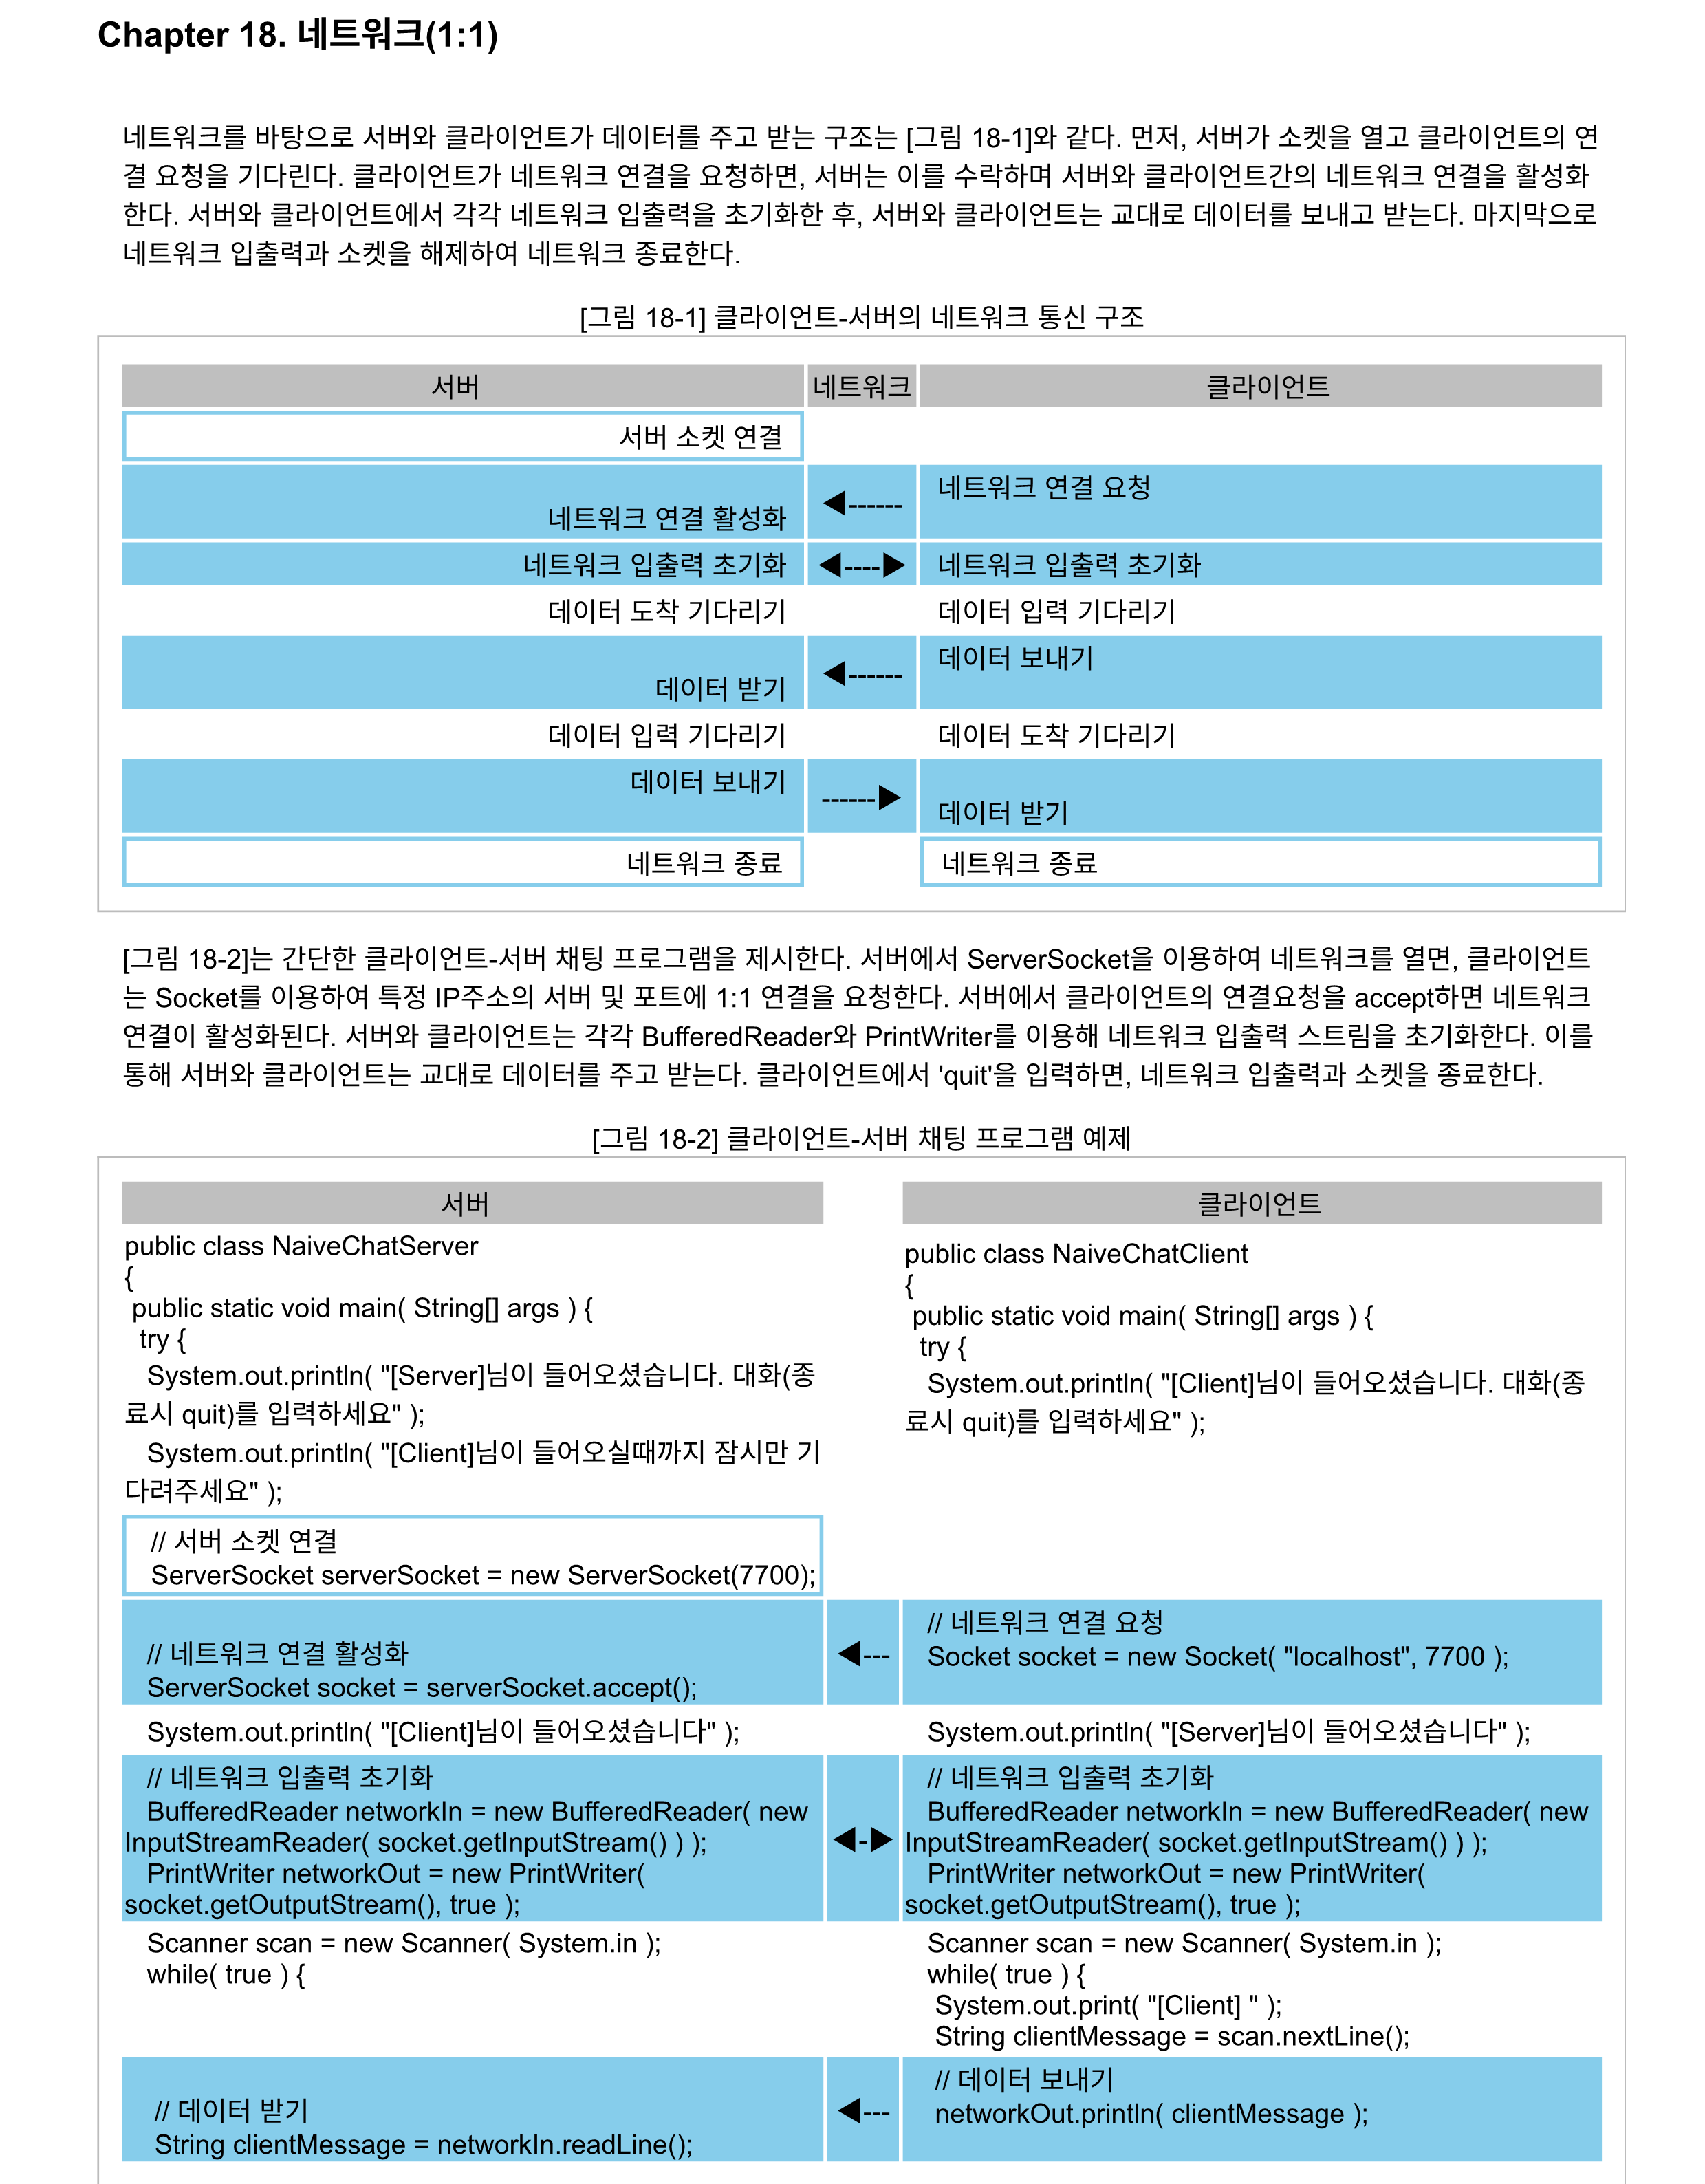 Chapter 18. 네트워크(1:1)
네트워크를 바탕으로 서버와 클라이언트가 데이터를 주고 받는 구조는 [그림 18-1]와 같다. 먼저, 서버가 소켓을 열고 클라이언트의 연
결 요청을 기다린다. 클라이언트가 네트워크 연결을 요청하면, 서버는 이를 수락하며 서버와 클라이언트간의 네트워크 연결을 활성화
한다. 서버와 클라이언트에서 각각 네트워크 입출력을 초기화한 후, 서버와 클라이언트는 교대로 데이터를 보내고 받는다. 마지막으로
네트워크 입출력과 소켓을 해제하여 네트워크 종료한다.
[그림 18-1] 클라이언트-서버의 네트워크 통신 구조
서버 네트워크 클라이언트
서버 소켓 연결
네트워크 연결 요청
◀------
네트워크 연결 활성화
네트워크 입출력 초기화 ◀----▶ 네트워크 입출력 초기화
데이터 도착 기다리기 데이터 입력 기다리기
데이터 보내기
◀------
데이터 받기
데이터 입력 기다리기 데이터 도착 기다리기
데이터 보내기
------▶
데이터 받기
네트워크 종료 네트워크 종료
[그림 18-2]는 간단한 클라이언트-서버 채팅 프로그램을 제시한다. 서버에서 ServerSocket을 이용하여 네트워크를 열면, 클라이언트
는 Socket를 이용하여 특정 IP주소의 서버 및 포트에 1:1 연결을 요청한다. 서버에서 클라이언트의 연결요청을 accept하면 네트워크
연결이 활성화된다. 서버와 클라이언트는 각각 BufferedReader와 PrintWriter를 이용해 네트워크 입출력 스트림을 초기화한다. 이를
통해 서버와 클라이언트는 교대로 데이터를 주고 받는다. 클라이언트에서 'quit'을 입력하면, 네트워크 입출력과 소켓을 종료한다.
[그림 18-2] 클라이언트-서버 채팅 프로그램 예제
서버
public class NaiveChatServer
{
public static void main( String[] args ) {
try {
System.out.println( "[Server]님이 들어오셨습니다. 대화(종
료시 quit)를 입력하세요" );
System.out.println( "[Client]님이 들어오실때까지 잠시만 기
다려주세요" );
클라이언트
public class NaiveChatClient
{
public static void main( String[] args ) {
try {
System.out.println( "[Client]님이 들어오셨습니다. 대화(종
료시 quit)를 입력하세요" );
// 서버 소켓 연결
ServerSocket serverSocket = new ServerSocket(7700);
// 네트워크 연결 활성화
ServerSocket socket = serverSocket.accept();
◀---
// 네트워크 연결 요청
Socket socket = new Socket( "localhost", 7700 );
System.out.println( "[Client]님이 들어오셨습니다" );
System.out.println( "[Server]님이 들어오셨습니다" );
// 네트워크 입출력 초기화
BufferedReader networkIn = new BufferedReader( new
InputStreamReader( socket.getInputStream() ) );
PrintWriter networkOut = new PrintWriter(
socket.getOutputStream(), true );
◀-▶
// 네트워크 입출력 초기화
BufferedReader networkIn = new BufferedReader( new
InputStreamReader( socket.getInputStream() ) );
PrintWriter networkOut = new PrintWriter(
socket.getOutputStream(), true );
Scanner scan = new Scanner( System.in );
while( true ) {
Scanner scan = new Scanner( System.in );
while( true ) {
System.out.print( "[Client] " );
String clientMessage = scan.nextLine();
// 데이터 받기
String clientMessage = networkIn.readLine();
◀---
// 데이터 보내기
networkOut.println( clientMessage );